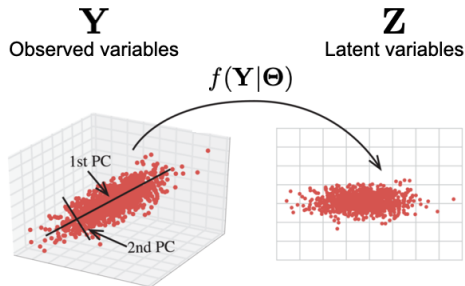 Y
Observed variables
Z
Latent variables
f(Y|Θ)
1st PC
2nd PC